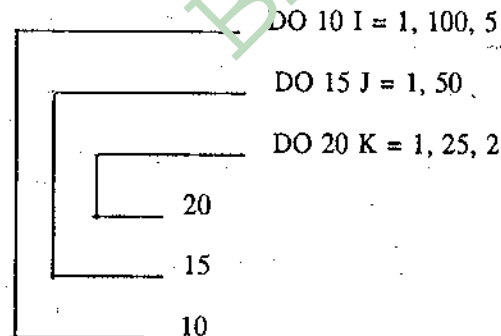 DO 10 I = 1, 100, 5
DO 15 J = 1, 50
DO 20 K = 1, 25, 2
20
15
10